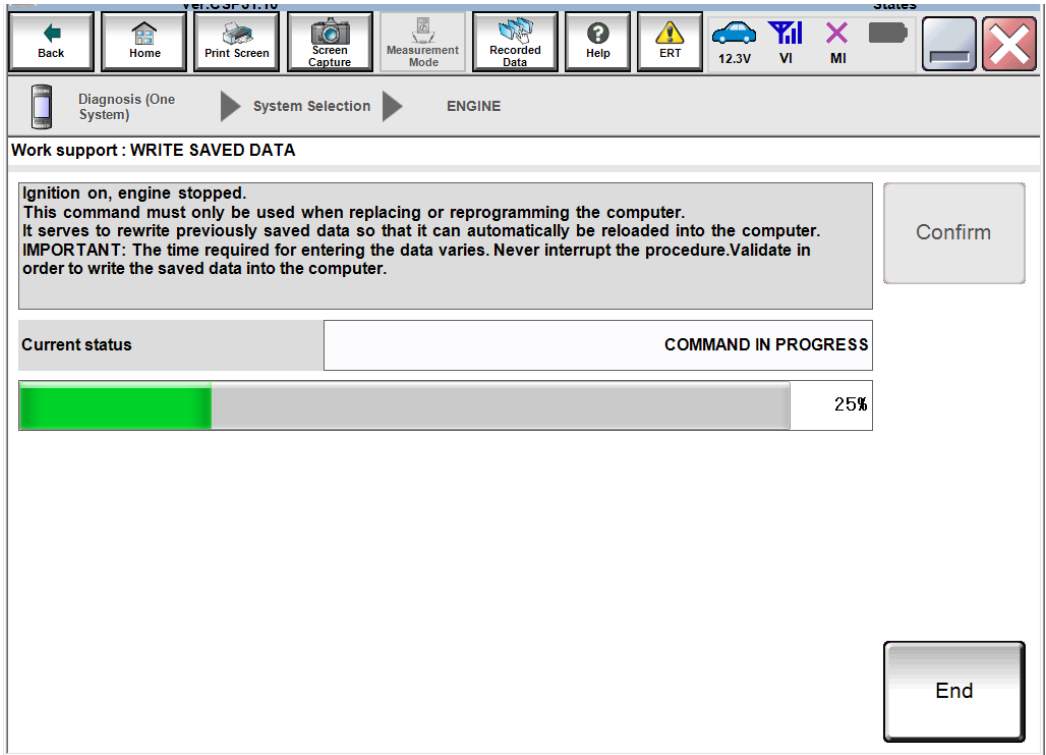 Ver.CSP31.10
States
Back
Home
Print Screen
Screen
Capture
Measurement
Mode
Recorded
Data
Help
ERT
12.3V
VI
MI
Diagnosis (One
System)
System Selection
ENGINE
Work support : WRITE SAVED DATA
Ignition on, engine stopped.
This command must only be used when replacing or reprogramming the computer.
It serves to rewrite previously saved data so that it can automatically be reloaded into the computer.
IMPORTANT: The time required for entering the data varies. Never interrupt the procedure.Validate in
order to write the saved data into the computer.
Confirm
Current status
COMMAND IN PROGRESS
25%
End